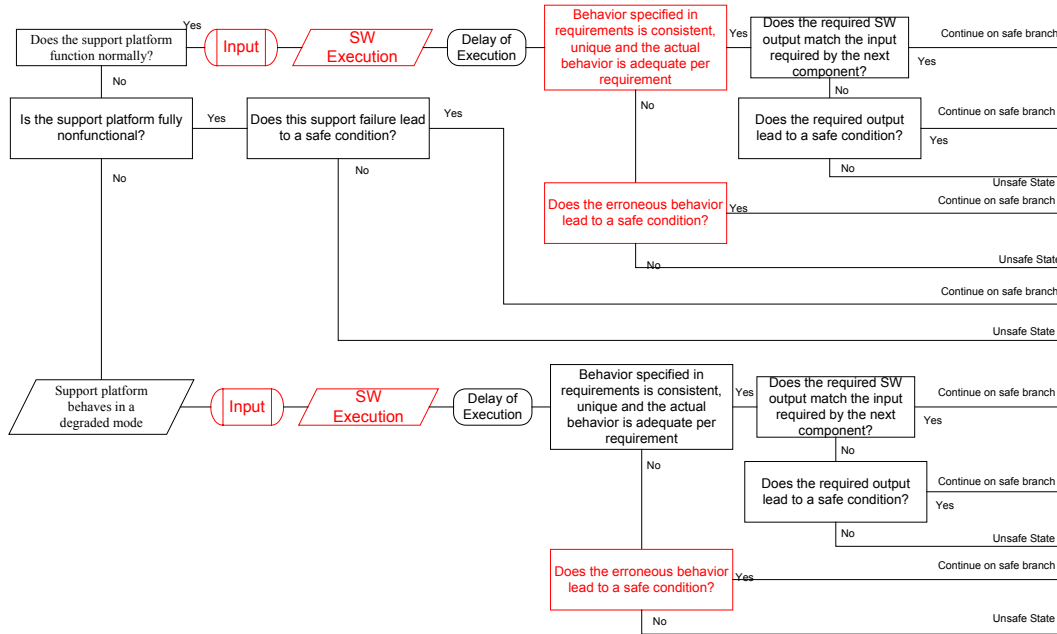 Does the support platform
function normally?
Yes
No
Input
SW
Execution
Delay of
Execution
Behavior specified in
requirements is consistent,
unique and the actual
behavior is adequate per
requirement
Yes
No
Does the required SW
output match the input
required by the next
component?
Continue on safe branch
Yes
No
Is the support platform fully
nonfunctional?
Yes
No
Does this support failure lead
to a safe condition?
Yes
No
Does the required output
lead to a safe condition?
Continue on safe branch
Yes
No
Unsafe State
Does the erroneous behavior
lead to a safe condition?
Yes
Continue on safe branch
No
Unsafe State
Continue on safe branch
Unsafe State
Support platform
behaves in a
degraded mode
Input
SW
Execution
Delay of
Execution
Behavior specified in
requirements is consistent,
unique and the actual
behavior is adequate per
requirement
Yes
No
Does the required SW
output match the input
required by the next
component?
Continue on safe branch
Yes
No
Does the required output
lead to a safe condition?
Continue on safe branch
Yes
No
Unsafe State
Does the erroneous behavior
lead to a safe condition?
Yes
Continue on safe branch
No
Unsafe State